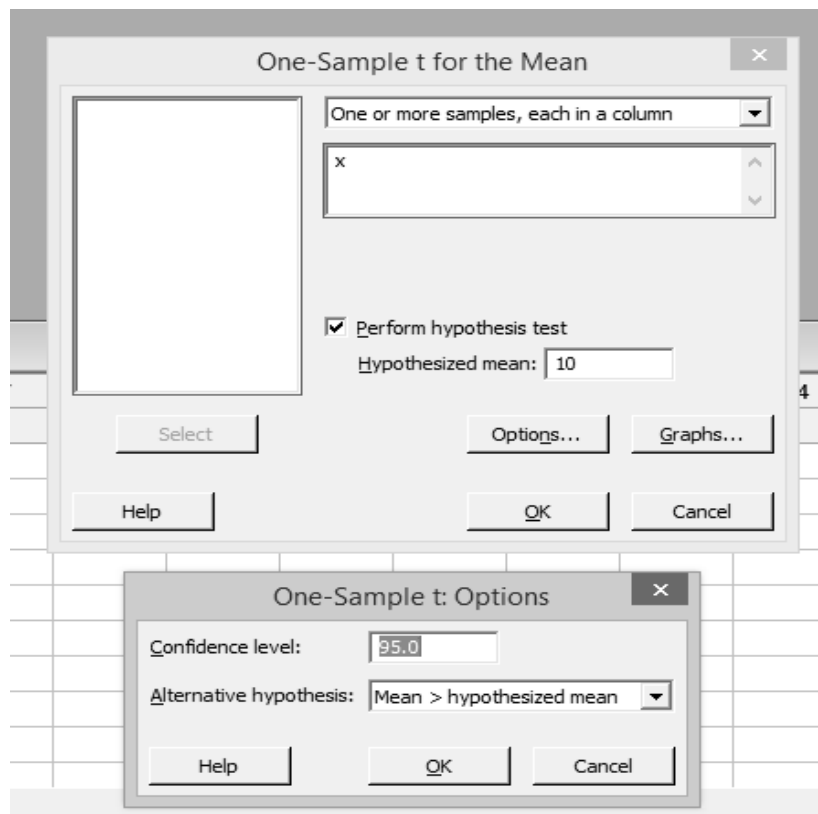 One-Sample t for the Mean
One or more samples, each in a column
x
Perform hypothesis test
Hypothesized mean: 10
4
Select
Options...
Graphs...
Help
OK
Cancel
One-Sample t: Options
Confidence level: 95.0
Alternative hypothesis: Mean > hypothesized mean
Help
OK
Cancel